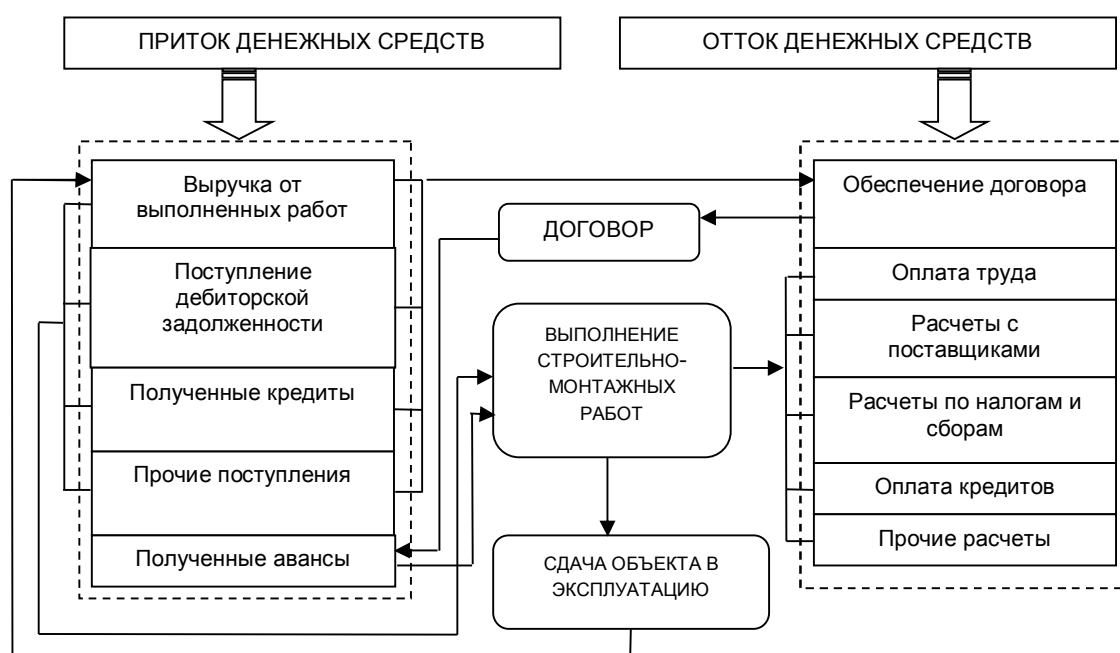 ПРИТОК ДЕНЕЖНЫХ СРЕДСТВ
ОТТОК ДЕНЕЖНЫХ СРЕДСТВ
Выручка от
выполненных работ
Поступление
дебиторской
задолженности
Полученные кредиты
Прочие поступления
Полученные авансы
ДОГОВОР
ВЫПОЛНЕНИЕ
СТРОИТЕЛЬНО-
МОНТАЖНЫХ
РАБОТ
СДАЧА ОБЪЕКТА В
ЭКСПЛУАТАЦИЮ
Обеспечение договора
Оплата труда
Расчеты с
поставщиками
Расчеты по налогам и
сборам
Оплата кредитов
Прочие расчеты